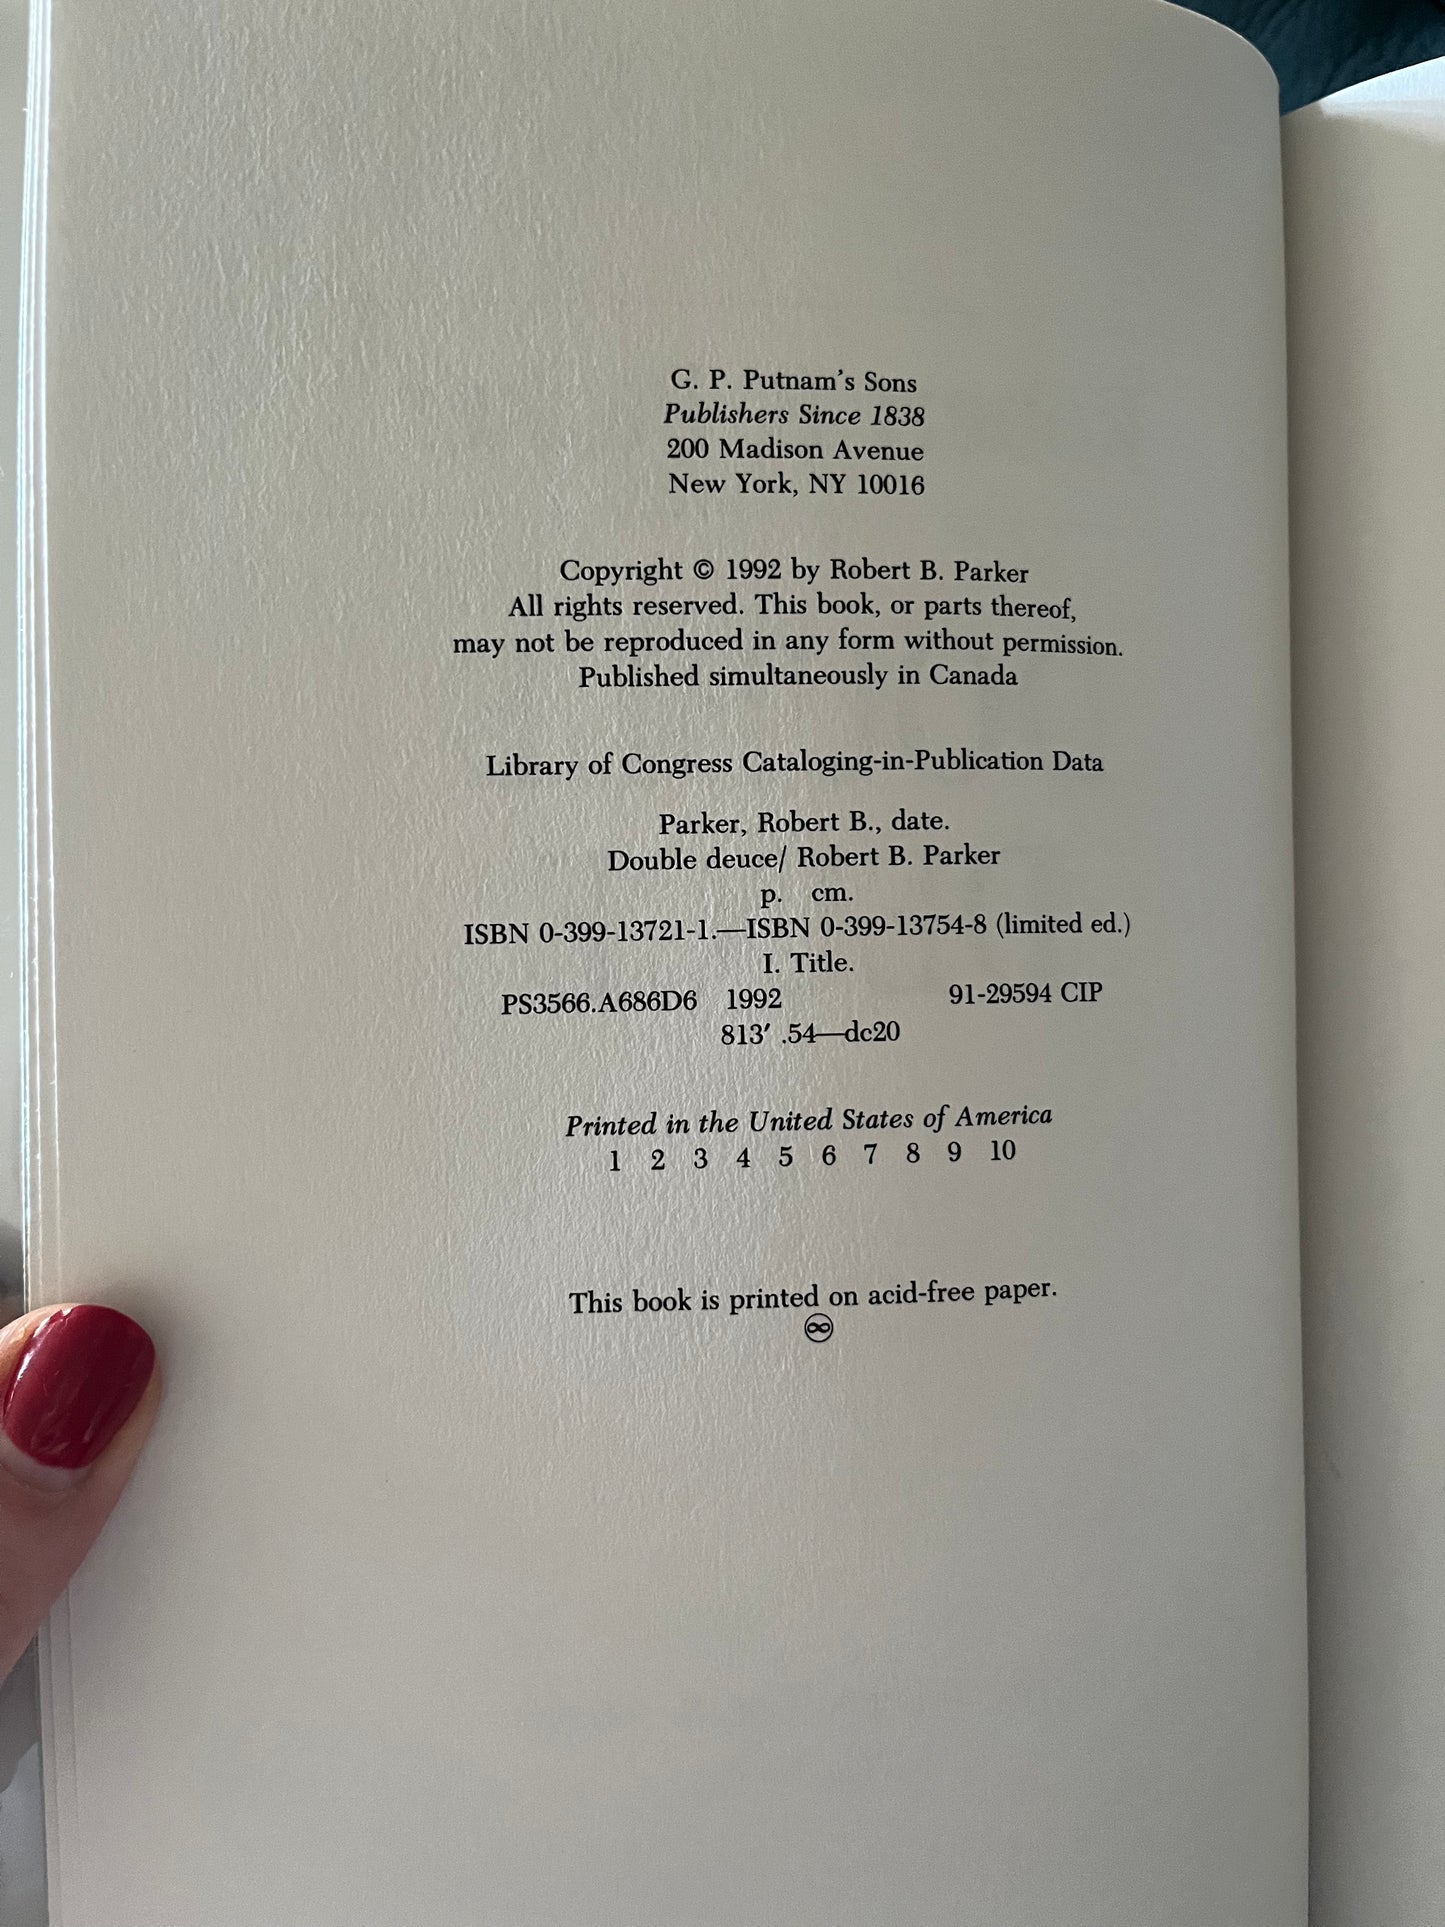 G. P. Putnam's Sons
Publishers Since 1838
200 Madison Avenue
New York, NY 10016
Copyright © 1992 by Robert B. Parker
All rights reserved. This book, or parts thereof,
may not be reproduced in any form without permission.
Published simultaneously in Canada
Library of Congress Cataloging-in-Publication Data
Parker, Robert B., date.
Double deuce/ Robert B. Parker
p. cm.
ISBN 0-399-13721-1.—ISBN 0-399-13754-8 (limited ed.)
I. Title.
PS3566.A686D6 1992 91-29594 CIP
813′ .54—dc20
Printed in the United States of America
1 2 3 4 5 6 7 8 9 10
This book is printed on acid-free paper.
♾